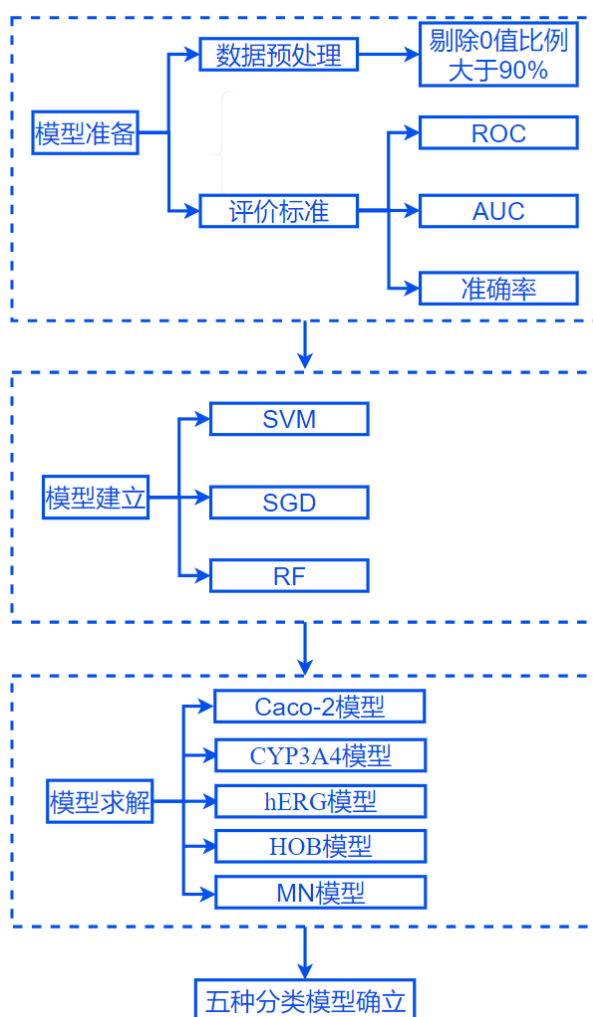 数据预处理
剔除0值比例
大于90%
模型准备
ROC
评价标准
AUC
准确率
SVM
模型建立
SGD
RF
Caco-2模型
CYP3A4模型
模型求解
hERG模型
HOB模型
MN模型
五种分类模型确立